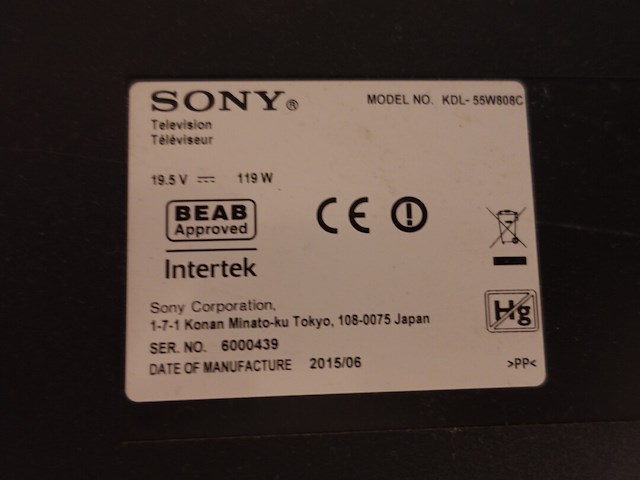 SONY® MODEL NO. KDL-55W808C
Television
Téléviseur
19.5 V ⎓ 119 W
BEAB
Approved
CE
Intertek
Sony Corporation,
1-7-1 Konan Minato-ku Tokyo, 108-0075 Japan
Hg
SER. NO. 6000439
DATE OF MANUFACTURE 2015/06
>PP<